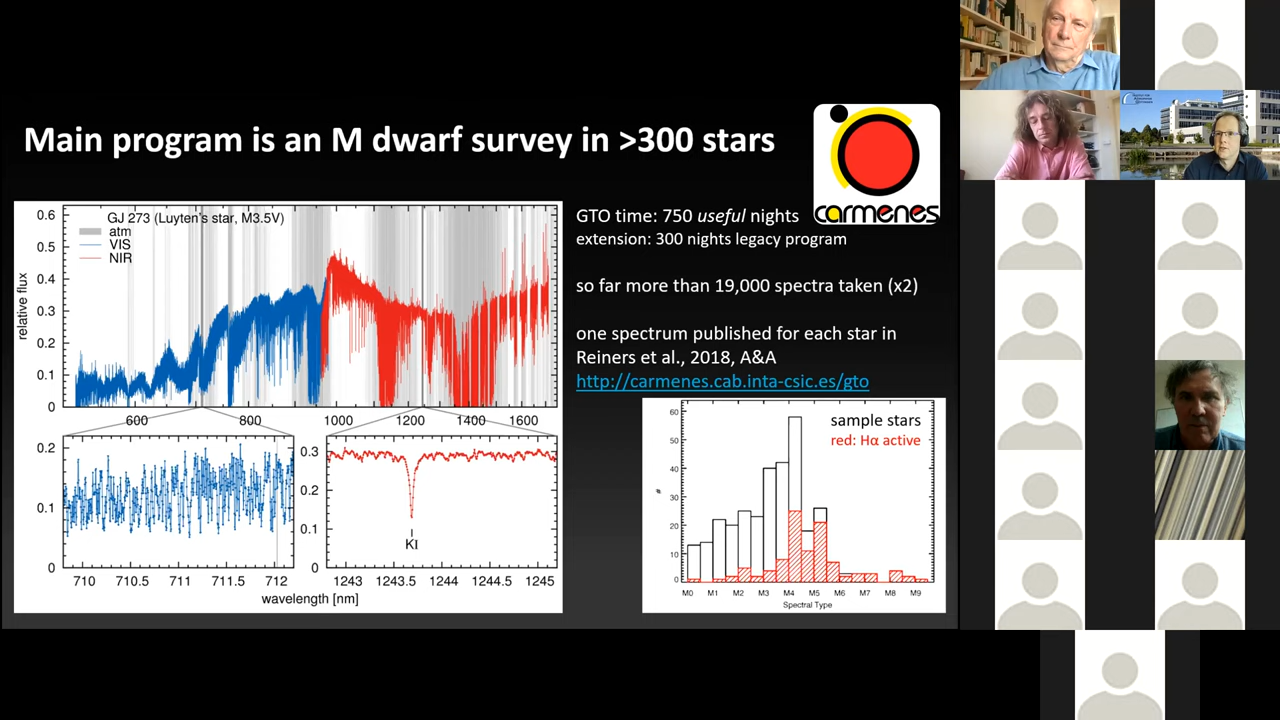 Main program is an M dwarf survey in >300 stars
carmenes
GJ 273 (Luyten's star, M3.5V)
atm
VIS
NIR
relative flux
0.6
0.5
0.4
0.3
0.2
0.1
0
600 800 1000 1200 1400 1600
0.2
0.1
0
710 710.5 711 711.5 712
0.3
0.2
0.1
0
KI
1243 1243.5 1244 1244.5 1245
wavelength [nm]
GTO time: 750 useful nights
extension: 300 nights legacy program
so far more than 19,000 spectra taken (x2)
one spectrum published for each star in
Reiners et al., 2018, A&A
http://carmenes.cab.inta-csic.es/gto
sample stars
red: Hα active
#
60
50
40
30
20
10
0
M0 M1 M2 M3 M4 M5 M6 M7 M8 M9
Spectral Type